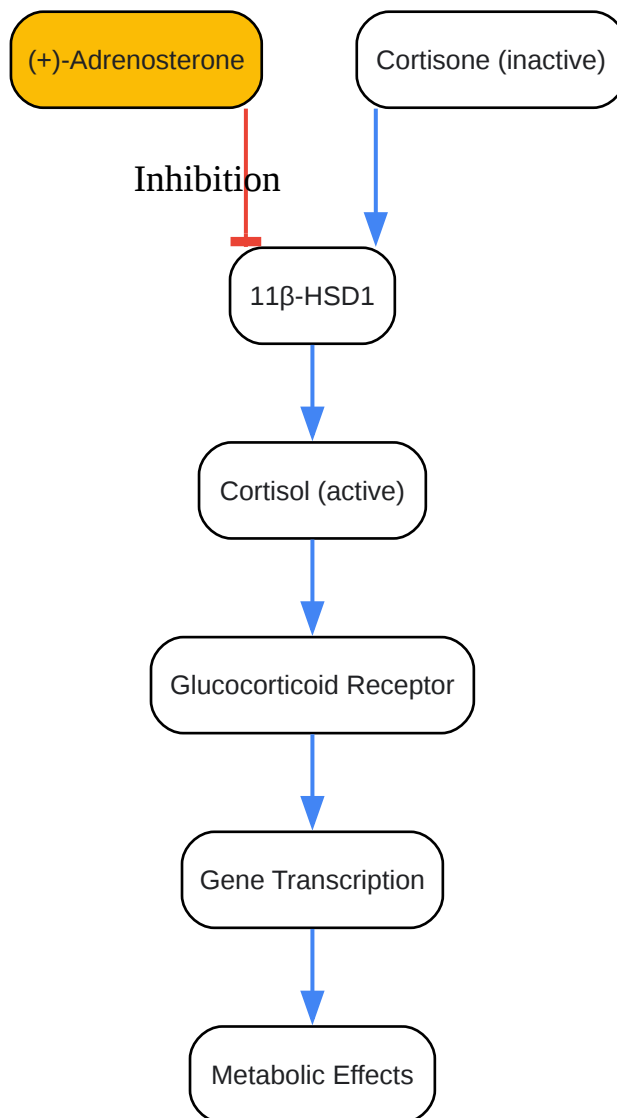 (+)-Adrenosterone
Cortisone (inactive)
Inhibition
11β-HSD1
Cortisol (active)
Glucocorticoid Receptor
Gene Transcription
Metabolic Effects